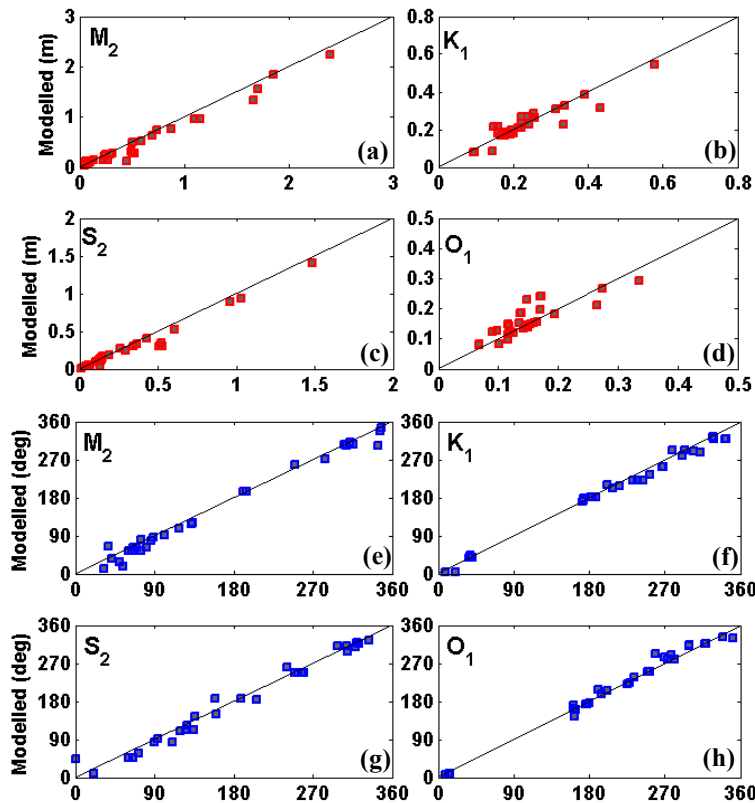 3
2
1
0
Modelled (m)
M2
(a)
0 1 2 3
0.8
0.6
0.4
0.2
0
K1
(b)
0 0.2 0.4 0.6 0.8
2
1.5
1
0.5
0
Modelled (m)
S2
(c)
0 0.5 1 1.5 2
0.5
0.4
0.3
0.2
0.1
0
O1
(d)
0 0.1 0.2 0.3 0.4 0.5
360
270
180
90
0
Modelled (deg)
M2
(e)
0 90 180 270 360
360
270
180
90
0
K1
(f)
0 90 180 270 360
360
270
180
90
0
Modelled (deg)
S2
(g)
0 90 180 270 360
360
270
180
90
0
O1
(h)
0 90 180 270 360